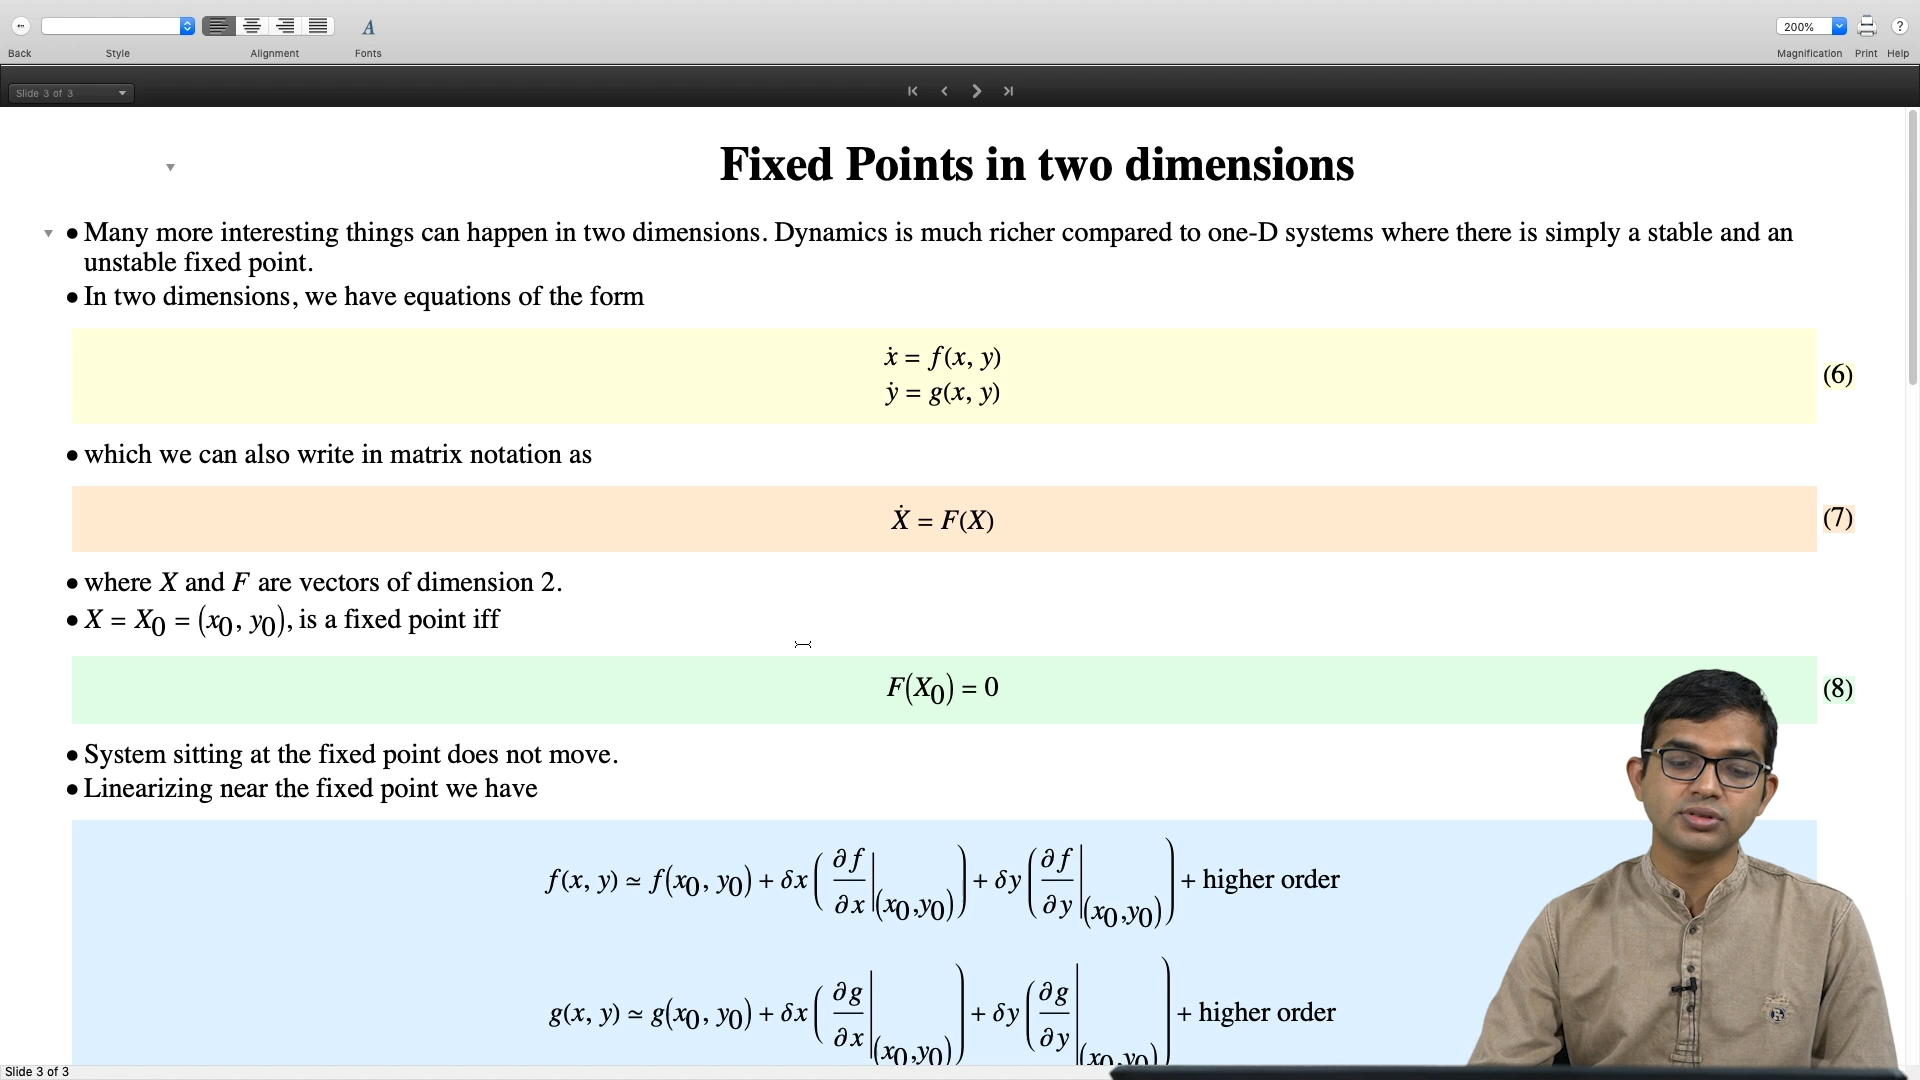 200%
Back Style Alignment Fonts Magnification Print Help
Slide 3 of 3
Fixed Points in two dimensions
● Many more interesting things can happen in two dimensions. Dynamics is much richer compared to one-D systems where there is simply a stable and an
unstable fixed point.
● In two dimensions, we have equations of the form
ẋ = f(x, y)
ẏ = g(x, y)
(6)
● which we can also write in matrix notation as
Ẋ = F(X) (7)
● where X and F are vectors of dimension 2.
● X = X₀ = (x₀, y₀), is a fixed point iff
F(X₀) = 0 (8)
● System sitting at the fixed point does not move.
● Linearizing near the fixed point we have
f(x, y) ≃ f(x₀, y₀) + δx ( ∂f/∂x |(x₀,y₀) ) + δy ( ∂f/∂y |(x₀,y₀) ) + higher order
g(x, y) ≃ g(x₀, y₀) + δx ( ∂g/∂x |(x₀,y₀) ) + δy ( ∂g/∂y |(x₀,y₀) ) + higher order
Slide 3 of 3